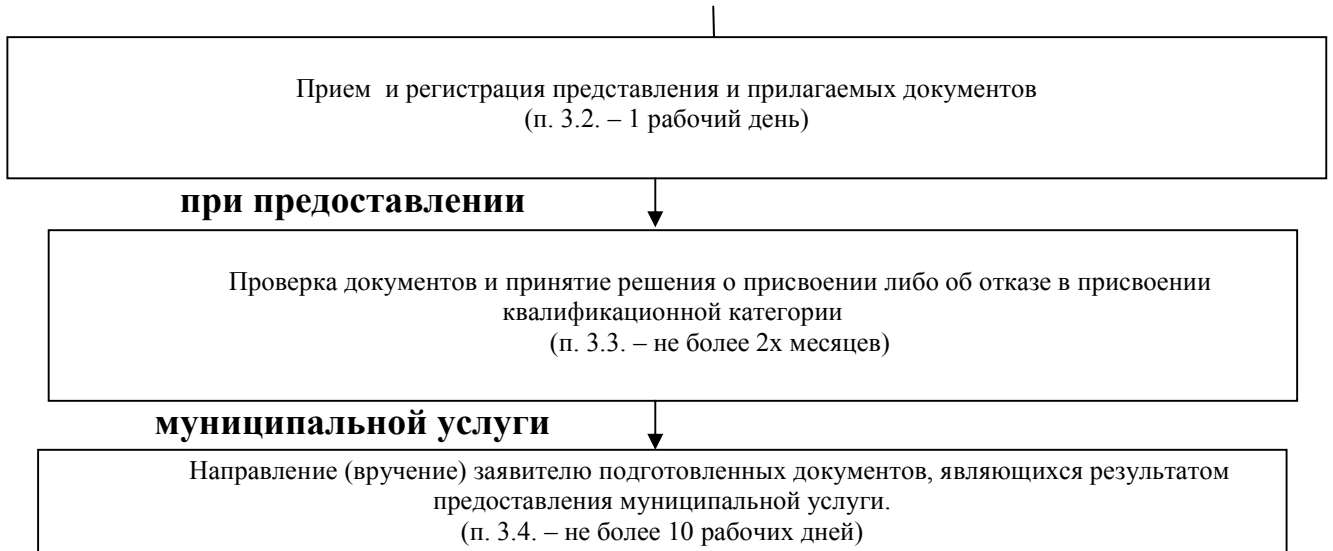 Прием и регистрация представления и прилагаемых документов
(п. 3.2. – 1 рабочий день)
при предоставлении
Проверка документов и принятие решения о присвоении либо об отказе в присвоении
квалификационной категории
(п. 3.3. – не более 2х месяцев)
муниципальной услуги
Направление (вручение) заявителю подготовленных документов, являющихся результатом
предоставления муниципальной услуги.
(п. 3.4. – не более 10 рабочих дней)